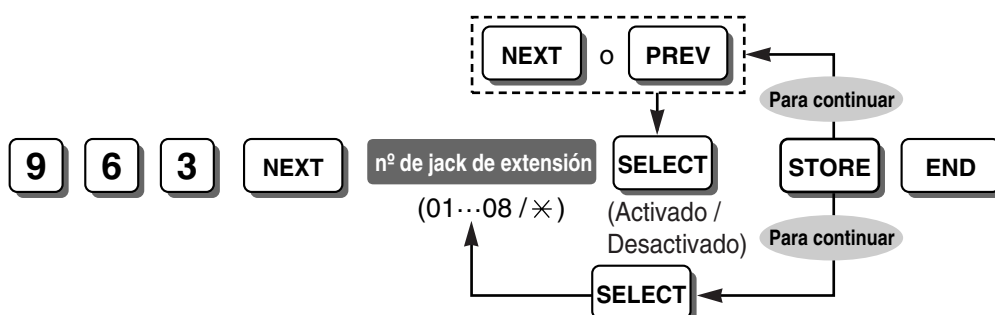 NEXT o PREV
Para continuar
9 6 3 NEXT nº de jack de extensión SELECT STORE END
(01···08 / ✳) (Activado /
Desactivado)
Para continuar
SELECT